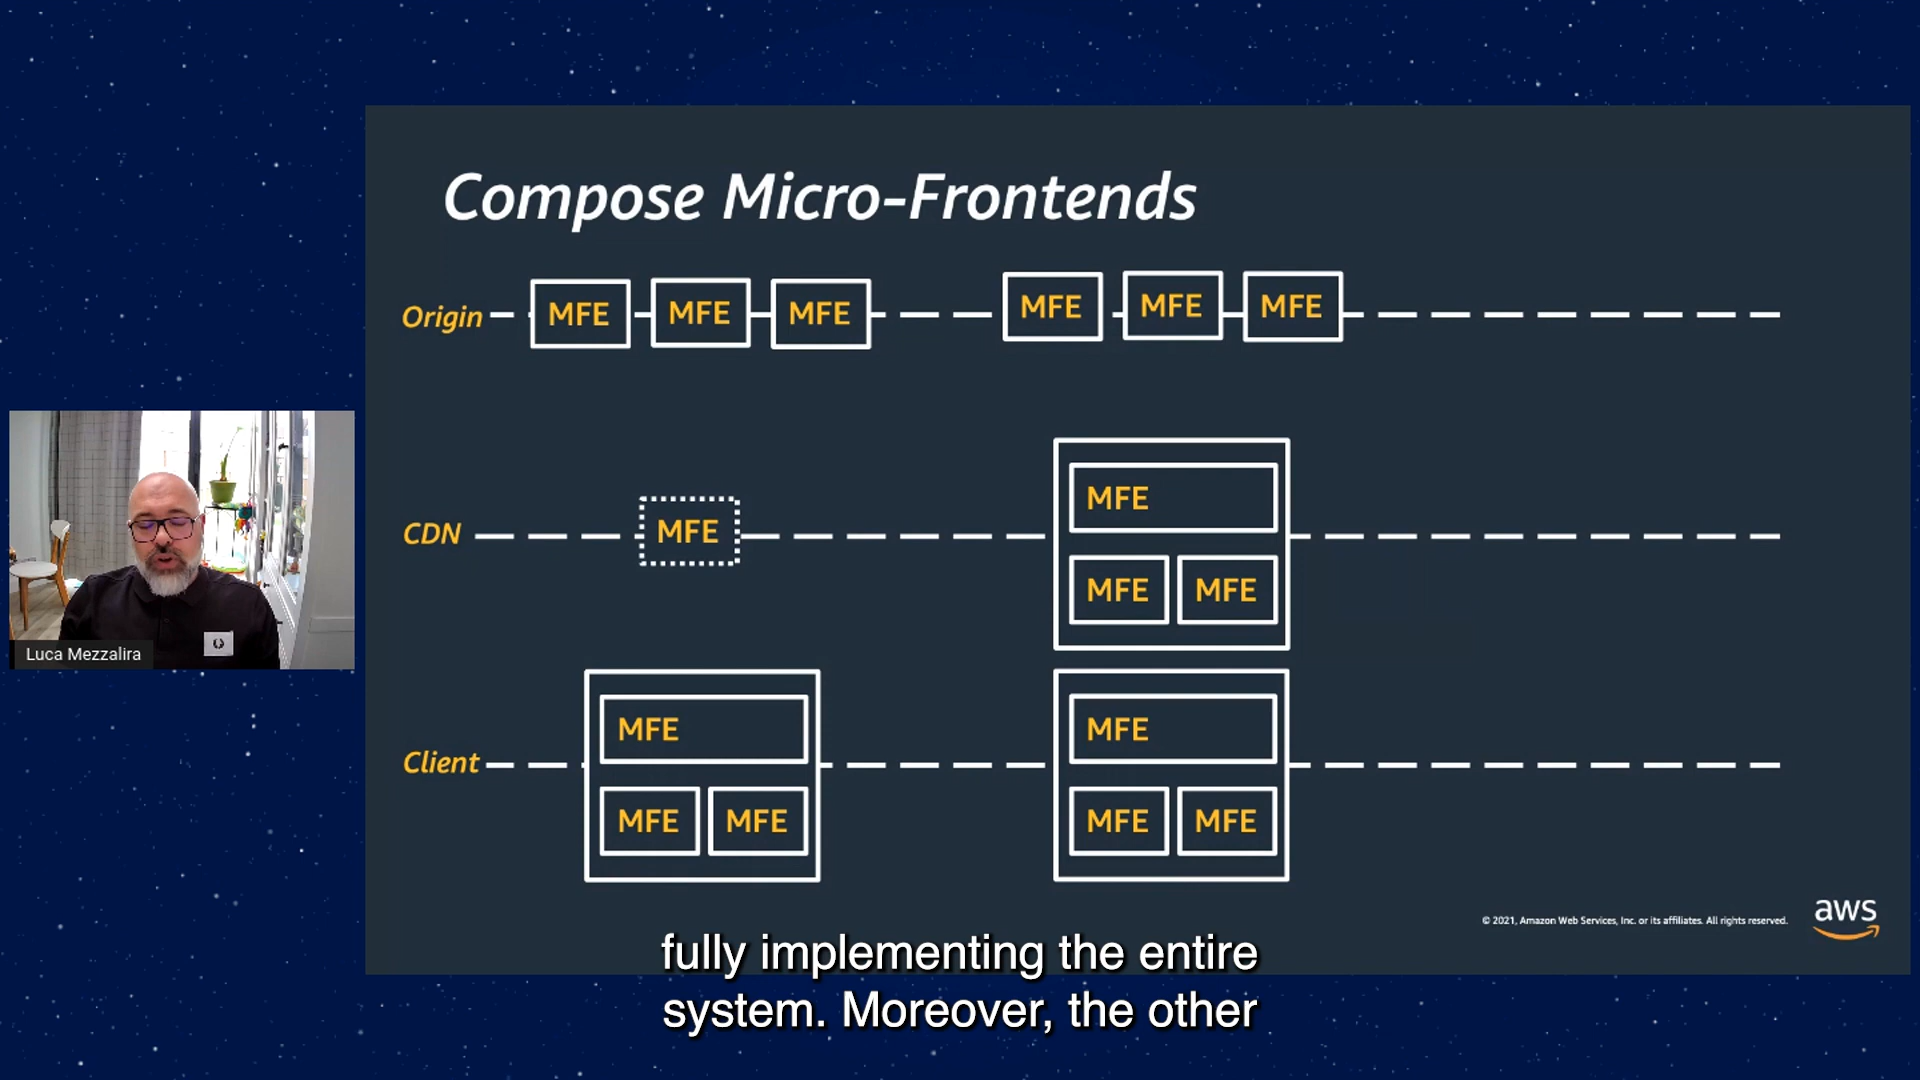 Compose Micro-Frontends
Origin MFE MFE MFE MFE MFE MFE
CDN MFE
MFE
MFE MFE
Client
MFE
MFE MFE
MFE
MFE MFE
Luca Mezzalira
© 2021, Amazon Web Services, Inc. or its affiliates. All rights reserved.
aws
fully implementing the entire
system. Moreover, the other